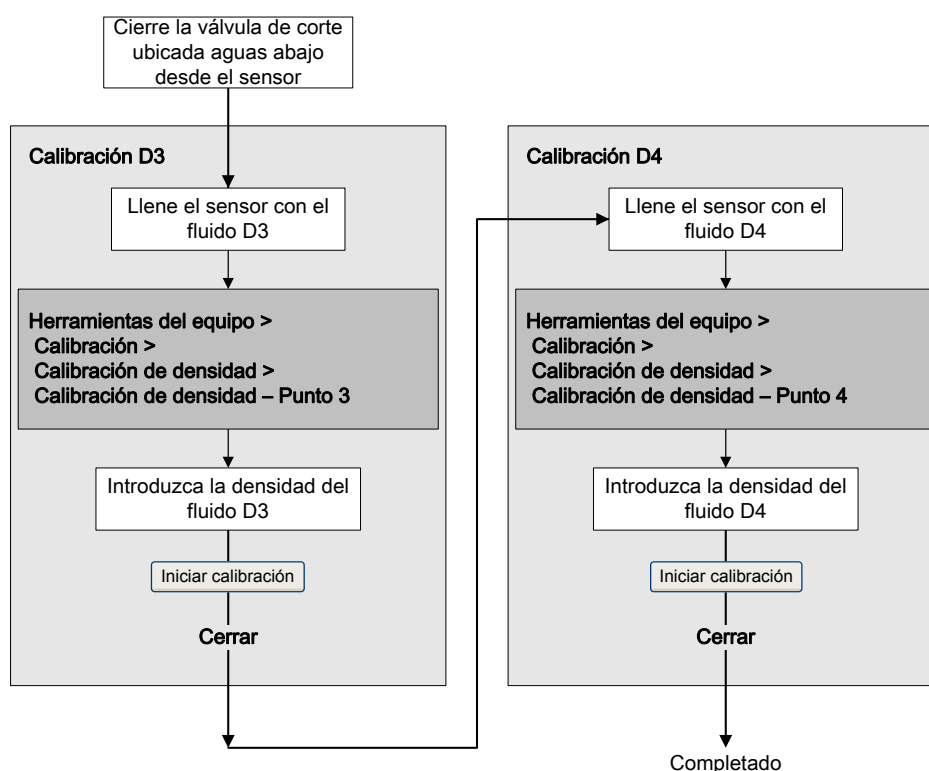 Cierre la válvula de corte
ubicada aguas abajo
desde el sensor
Calibración D3
Llene el sensor con el
fluido D3
Herramientas del equipo >
Calibración >
Calibración de densidad >
Calibración de densidad – Punto 3
Introduzca la densidad del
fluido D3
Iniciar calibración
Cerrar
Calibración D4
Llene el sensor con el
fluido D4
Herramientas del equipo >
Calibración >
Calibración de densidad >
Calibración de densidad – Punto 4
Introduzca la densidad del
fluido D4
Iniciar calibración
Cerrar
Completado